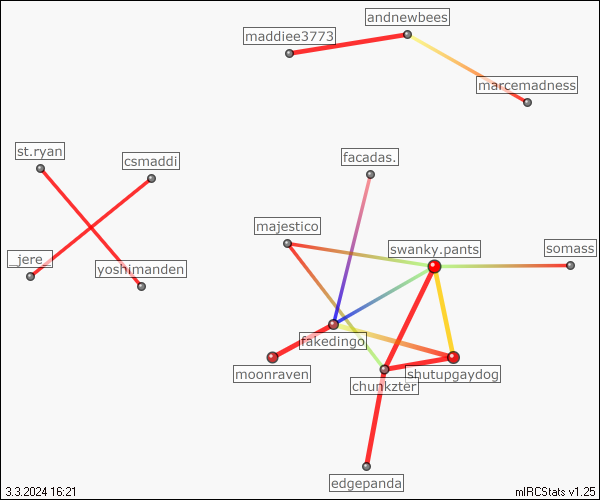 andnewbees
maddiee3773
marcemadness
st.ryan
csmaddi
facadas.
majestico
swanky.pants
somass
_jere_
yoshimanden
fakedingo
moonraven
shutupgaydog
chunkzter
edgepanda
3.3.2024 16:21
mIRCStats v1.25